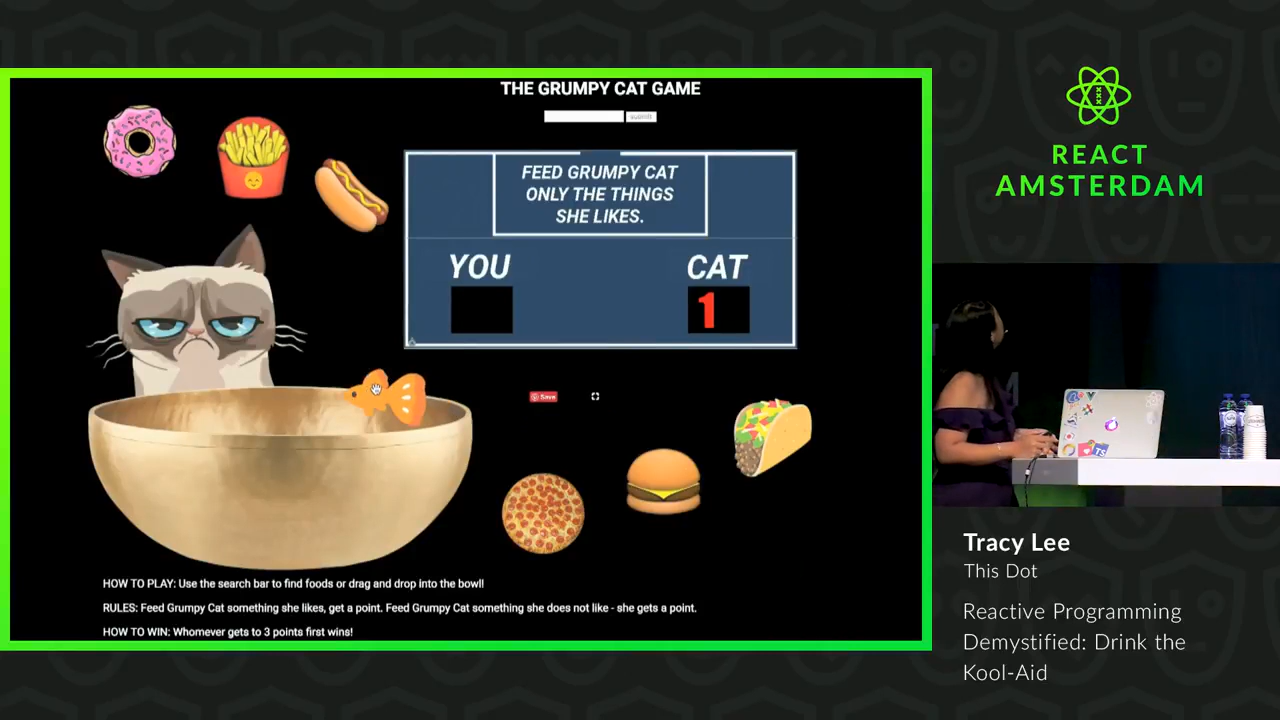 THE GRUMPY CAT GAME
submit
FEED GRUMPY CAT
ONLY THE THINGS
SHE LIKES.
YOU
CAT
1
Save
HOW TO PLAY: Use the search bar to find foods or drag and drop into the bowl!
RULES: Feed Grumpy Cat something she likes, get a point. Feed Grumpy Cat something she does not like - she gets a point.
HOW TO WIN: Whomever gets to 3 points first wins!
REACT
AMSTERDAM
TS
Tracy Lee
This Dot
Reactive Programming
Demystified: Drink the
Kool-Aid